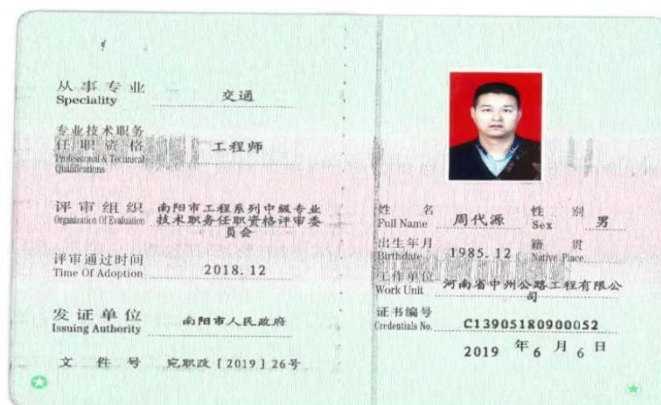 从事专业 交通
Speciality
专业技术职务
任职资格 工程师
Professional & Technical
Qualifications
评审组织 南阳市工程系列中级专业
Organization Of Evaluation 技术职务任职资格评审委
员会
评审通过时间 2018.12
Time Of Adoption
发证单位 南阳市人民政府
Issuing Authority
文件号 宛职改[2019]26号
姓名 周代源 性别 男
Full Name Sex
出生年月 1985.12 籍贯
Birthdate Native Place
工作单位 河南省中州公路工程有限公
Work Unit 司
证书编号 C13905180900052
Credentials No.
2019 年 6 月 6 日